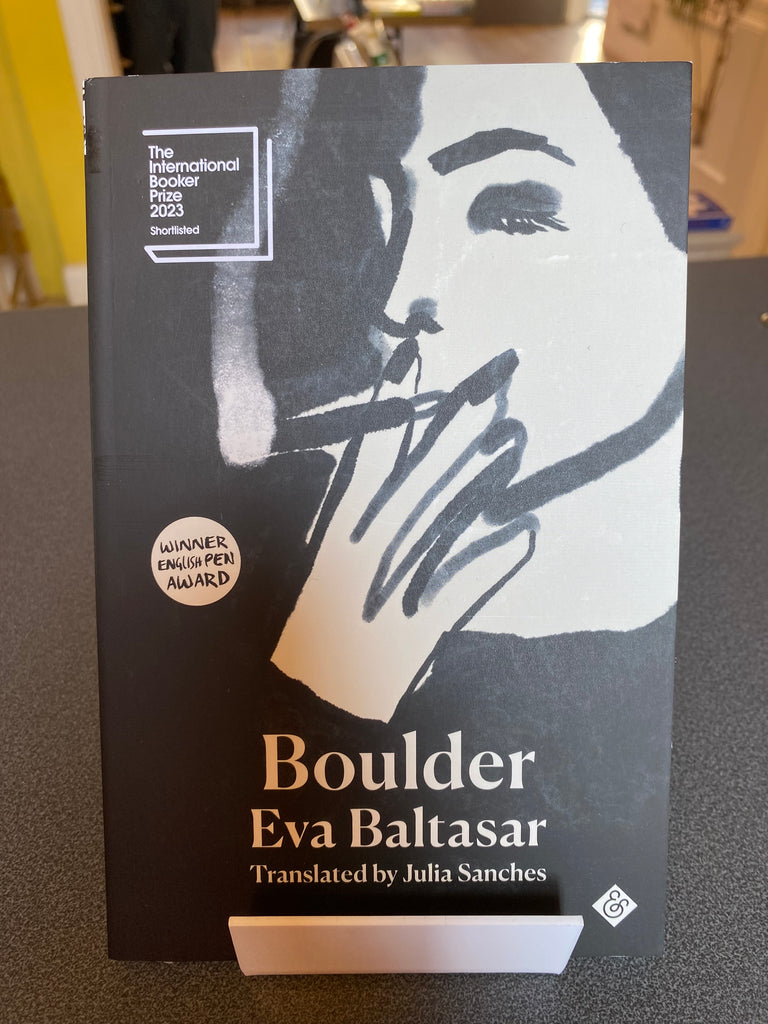 The
International
Booker
Prize
2023
Shortlisted
WINNER
ENGLISH PEN
AWARD
Boulder
Eva Baltasar
Translated by Julia Sanches
&